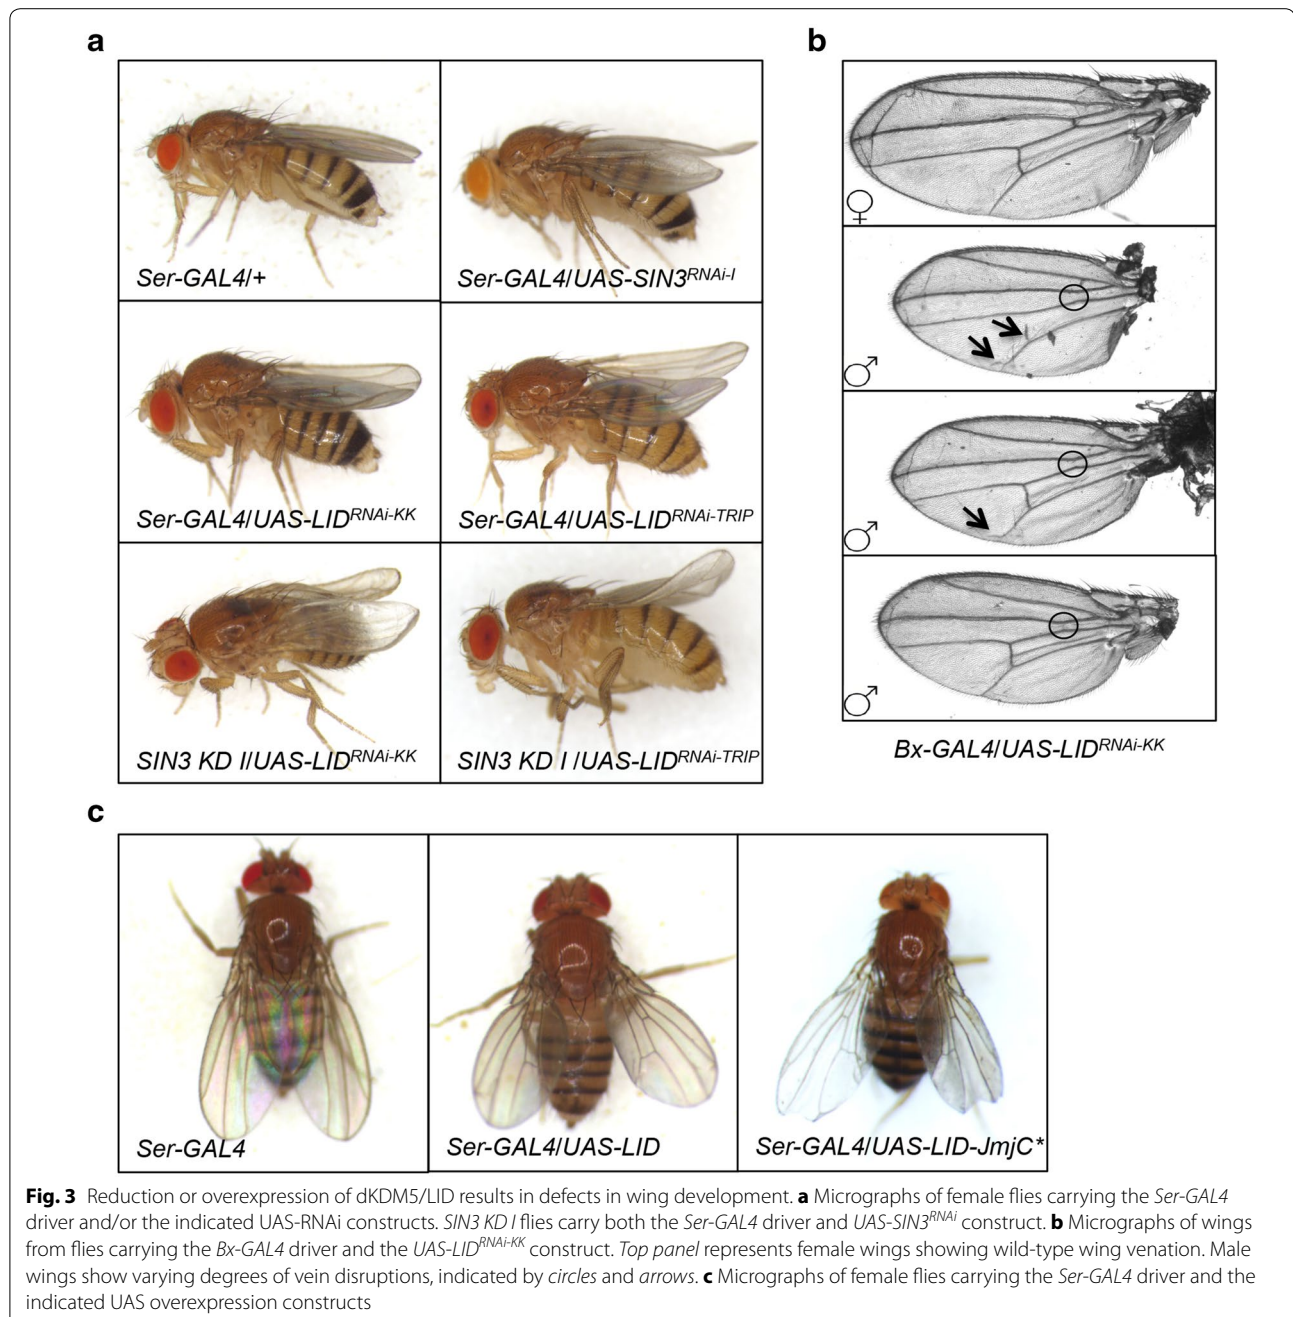 a
b
Ser-GAL4/+
Ser-GAL4/UAS-SIN3RNAi-I
Ser-GAL4/UAS-LIDRNAi-KK
Ser-GAL4/UAS-LIDRNAi-TRIP
SIN3 KD I/UAS-LIDRNAi-KK
SIN3 KD I /UAS-LIDRNAi-TRIP
♀
♂
♂
♂
Bx-GAL4/UAS-LIDRNAi-KK
c
Ser-GAL4
Ser-GAL4/UAS-LID
Ser-GAL4/UAS-LID-JmjC*
Fig. 3 Reduction or overexpression of dKDM5/LID results in defects in wing development. a Micrographs of female flies carrying the Ser-GAL4
driver and/or the indicated UAS-RNAi constructs. SIN3 KD I flies carry both the Ser-GAL4 driver and UAS-SIN3RNAi construct. b Micrographs of wings
from flies carrying the Bx-GAL4 driver and the UAS-LIDRNAi-KK construct. Top panel represents female wings showing wild-type wing venation. Male
wings show varying degrees of vein disruptions, indicated by circles and arrows. c Micrographs of female flies carrying the Ser-GAL4 driver and the
indicated UAS overexpression constructs